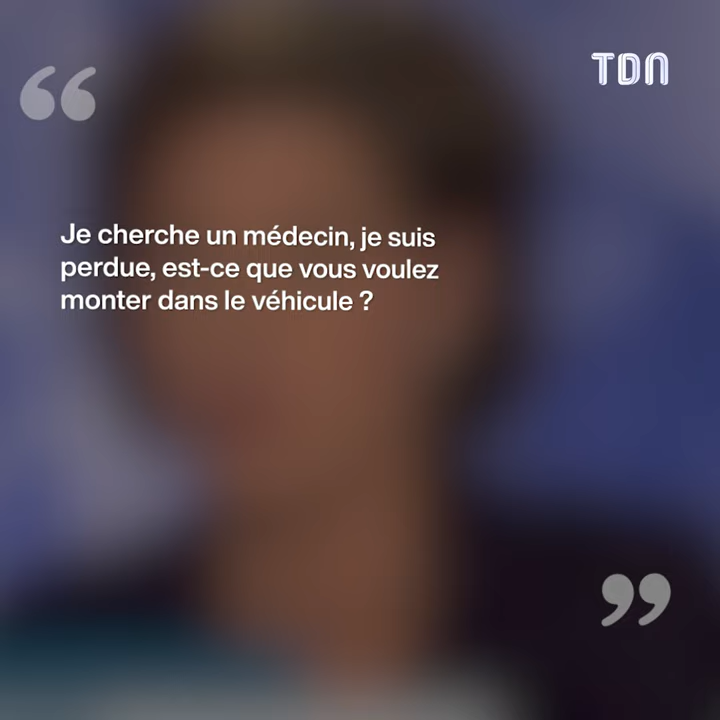 TDN
Je cherche un médecin, je suis
perdue, est-ce que vous voulez
monter dans le véhicule ?